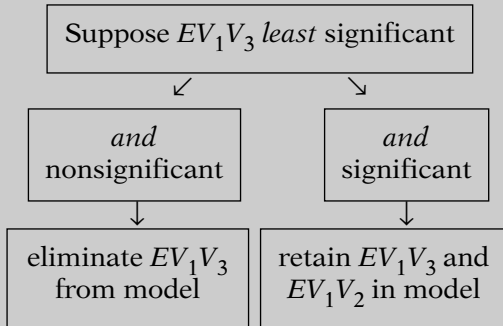 Suppose EV₁V₃ least significant
and
nonsignificant
and
significant
eliminate EV₁V₃
from model
retain EV₁V₃ and
EV₁V₂ in model